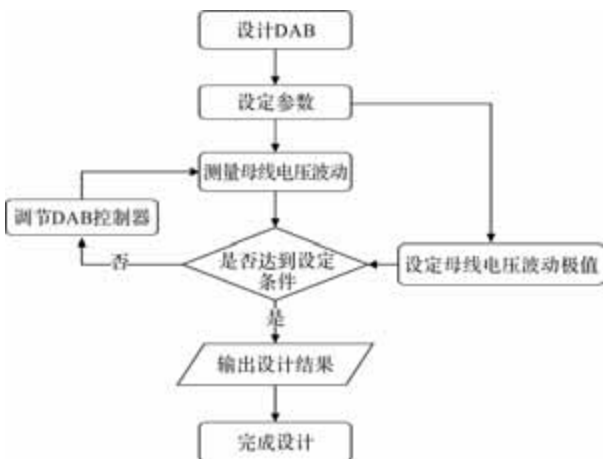 设计DAB
设定参数
测量母线电压波动
调节DAB控制器
否
是否达到设定
条件
设定母线电压波动极值
是
输出设计结果
完成设计